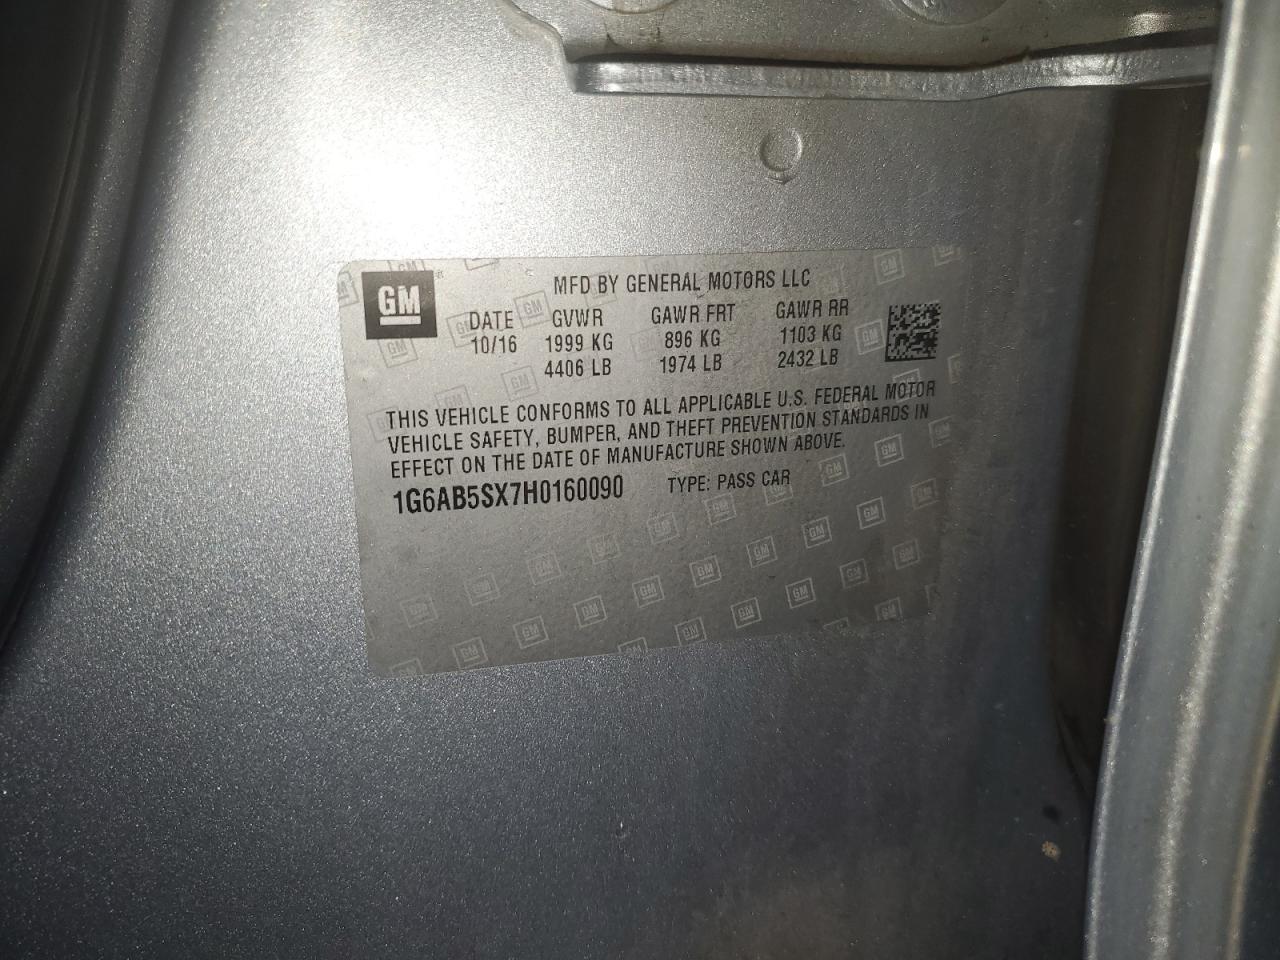 GM
MFD BY GENERAL MOTORS LLC
DATE GVWR GAWR FRT GAWR RR
10/16 1999 KG 896 KG 1103 KG
4406 LB 1974 LB 2432 LB
THIS VEHICLE CONFORMS TO ALL APPLICABLE U.S. FEDERAL MOTOR
VEHICLE SAFETY, BUMPER, AND THEFT PREVENTION STANDARDS IN
EFFECT ON THE DATE OF MANUFACTURE SHOWN ABOVE.
1G6AB5SX7H0160090 TYPE: PASS CAR